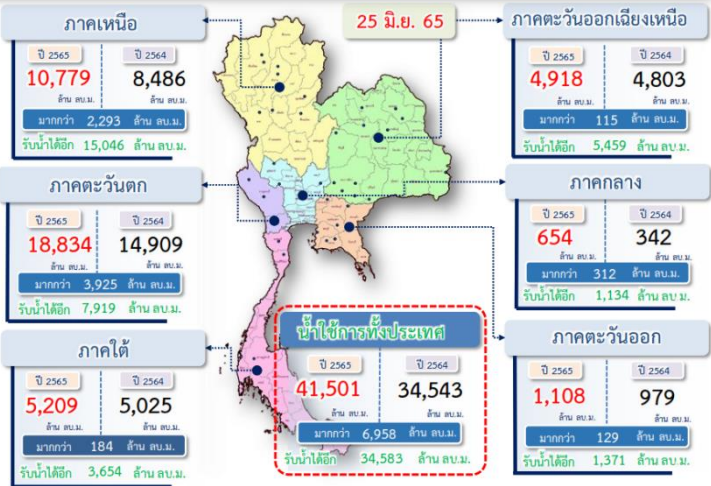 25 มิ.ย. 65
ภาคเหนือ
ปี 2565 ปี 2564
10,779 8,486
ล้าน ลบ.ม. ล้าน ลบ.ม.
มากกว่า 2,293 ล้าน ลบ.ม.
รับน้ำได้อีก 15,046 ล้าน ลบ.ม.
ภาคตะวันออกเฉียงเหนือ
ปี 2565 ปี 2564
4,918 4,803
ล้าน ลบ.ม. ล้าน ลบ.ม.
มากกว่า 115 ล้าน ลบ.ม.
รับน้ำได้อีก 5,459 ล้าน ลบ.ม.
ภาคตะวันตก
ปี 2565 ปี 2564
18,834 14,909
ล้าน ลบ.ม. ล้าน ลบ.ม.
มากกว่า 3,925 ล้าน ลบ.ม.
รับน้ำได้อีก 7,919 ล้าน ลบ.ม.
ภาคกลาง
ปี 2565 ปี 2564
654 342
ล้าน ลบ.ม. ล้าน ลบ.ม.
มากกว่า 312 ล้าน ลบ.ม.
รับน้ำได้อีก 1,134 ล้าน ลบ.ม.
ภาคใต้
ปี 2565 ปี 2564
5,209 5,025
ล้าน ลบ.ม. ล้าน ลบ.ม.
มากกว่า 184 ล้าน ลบ.ม.
รับน้ำได้อีก 3,654 ล้าน ลบ.ม.
น้ำใช้การทั้งประเทศ
ปี 2565 ปี 2564
41,501 34,543
ล้าน ลบ.ม. ล้าน ลบ.ม.
มากกว่า 6,958 ล้าน ลบ.ม.
รับน้ำได้อีก 34,583 ล้าน ลบ.ม.
ภาคตะวันออก
ปี 2565 ปี 2564
1,108 979
ล้าน ลบ.ม. ล้าน ลบ.ม.
มากกว่า 129 ล้าน ลบ.ม.
รับน้ำได้อีก 1,371 ล้าน ลบ.ม.